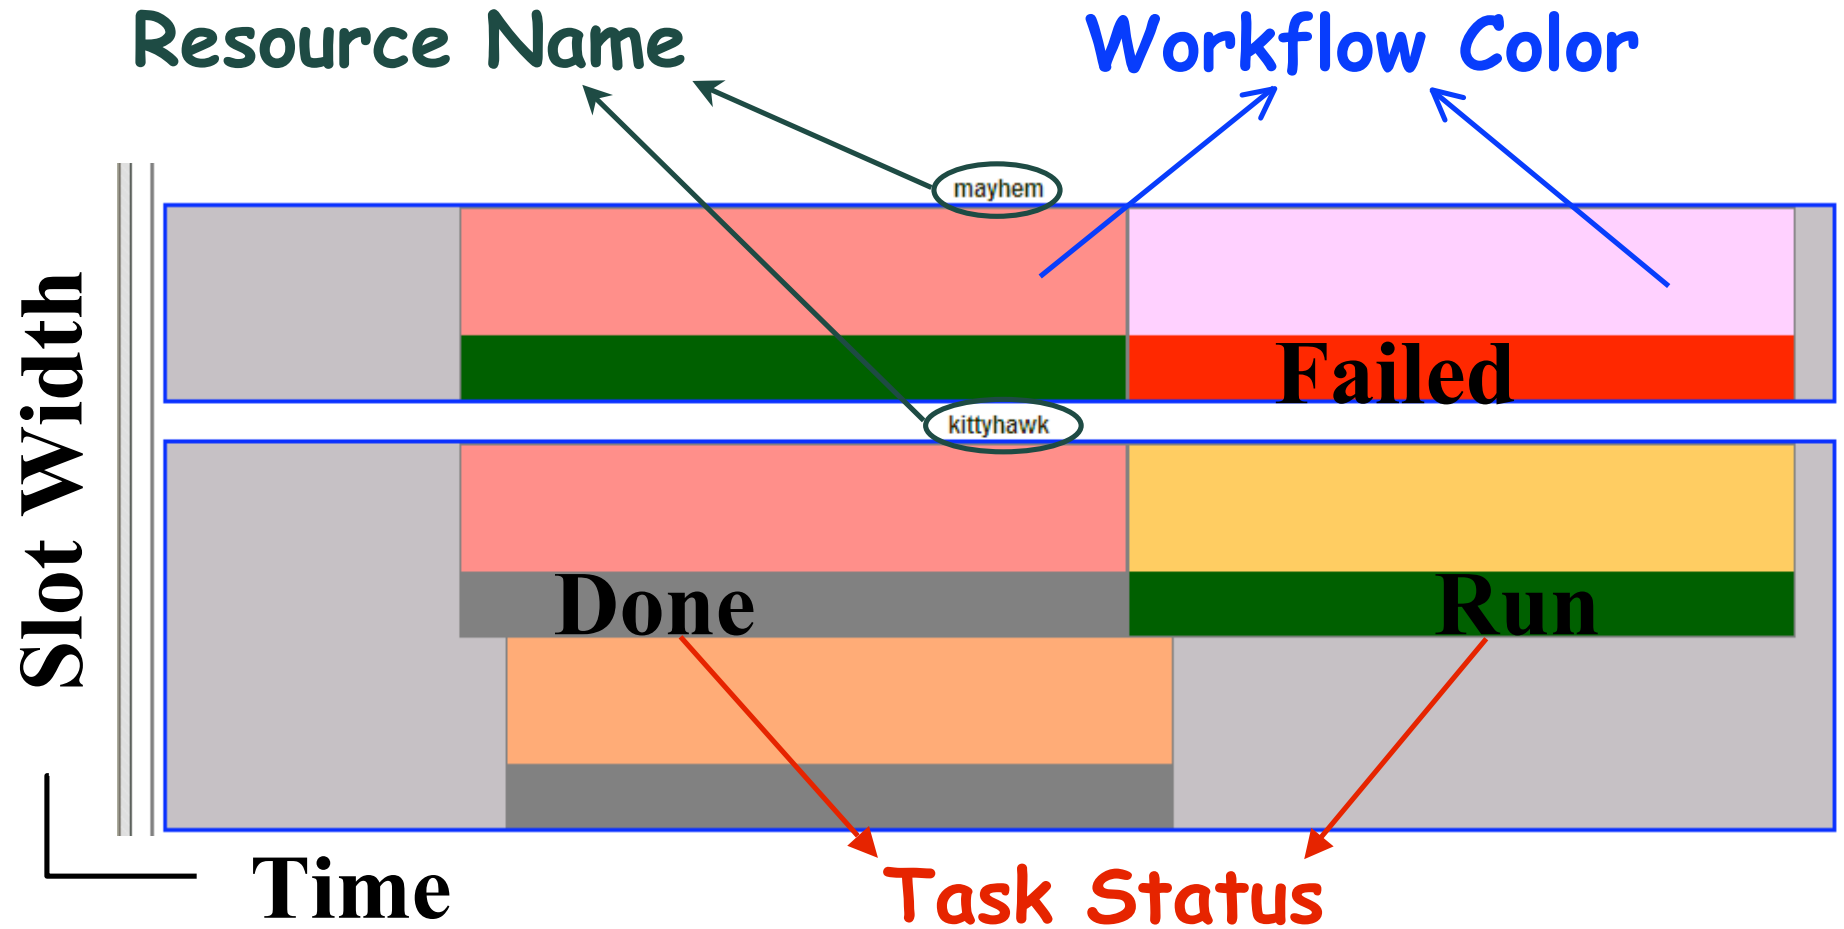 Resource Name
Workflow Color
mayhem
Failed
kittyhawk
Slot Width
Done
Run
Time
Task Status